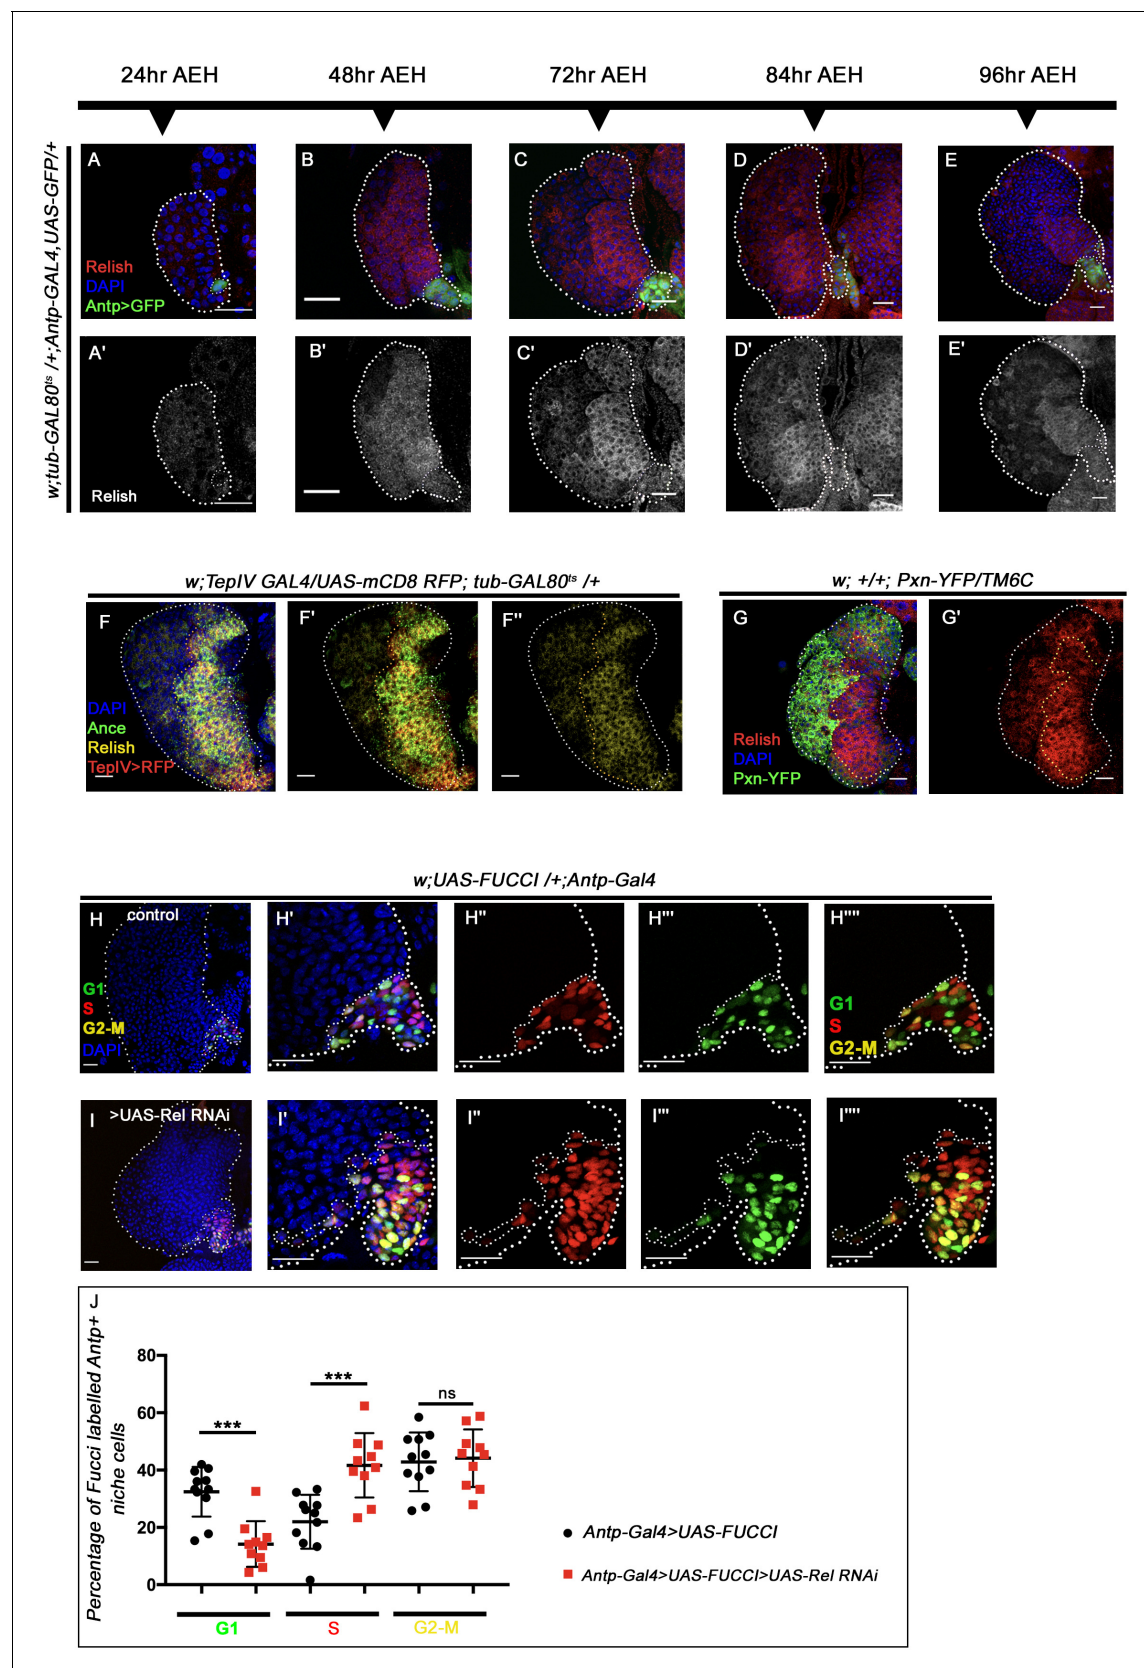 24hr AEH 48hr AEH 72hr AEH 84hr AEH 96hr AEH
w;tub-GAL80ts /+;Antp-GAL4,UAS-GFP/+
A B C D E
Relish
DAPI
Antp>GFP
A' B' C' D' E'
Relish
w;TepIV GAL4/UAS-mCD8 RFP; tub-GAL80ts /+
w; +/+; Pxn-YFP/TM6C
F F' F'' G G'
DAPI
Ance
Relish
TepIV>RFP
Relish
DAPI
Pxn-YFP
w;UAS-FUCCI /+;Antp-Gal4
H control H' H'' H''' H''''
G1
S
G2-M
DAPI
G1
S
G2-M
I >UAS-Rel RNAi I' I'' I''' I''''
J
Percentage of Fucci labelled Antp+
niche cells
80
60
40
20
0
*** *** ns
G1 S G2-M
Antp-Gal4>UAS-FUCCI
Antp-Gal4>UAS-FUCCI>UAS-Rel RNAi